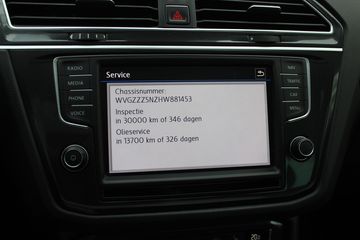 RADIO
MEDIA
PHONE
VOICE
Service
Chassisnummer:
WVGZZZ5NZHW881453
Inspectie
in 30000 km of 346 dagen
Olieservice
in 13700 km of 326 dagen
NAV
TRAFFIC
CAR
MENU